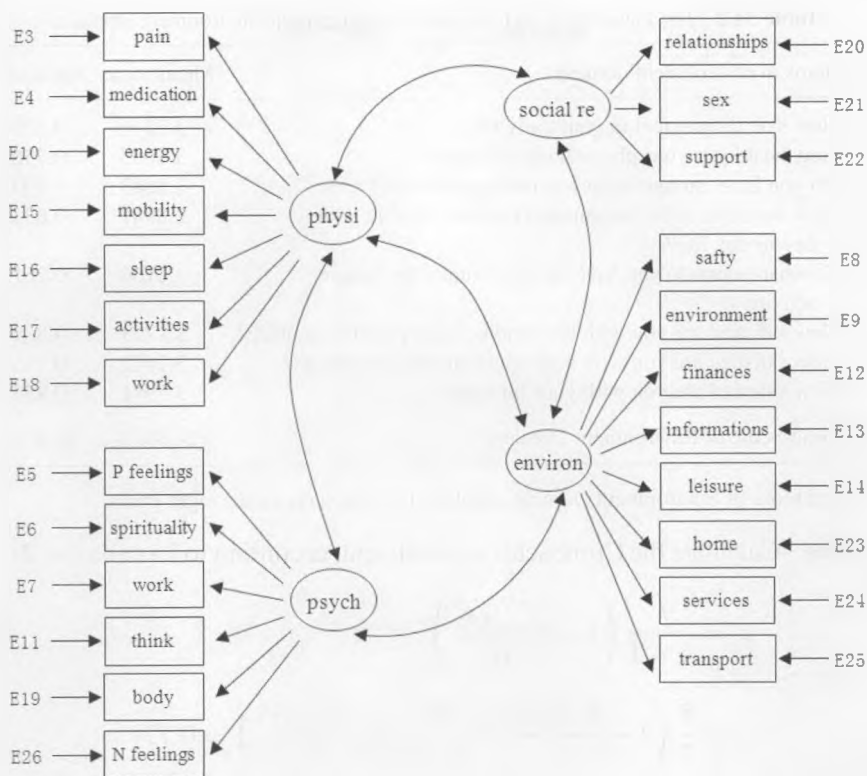 E3
pain
E4
medication
E10
energy
E15
mobility
E16
sleep
E17
activities
E18
work
physi
E5
P feelings
E6
spirituality
E7
work
E11
think
E19
body
E26
N feelings
psych
social re
relationships
E20
sex
E21
support
E22
environ
safty
E8
environment
E9
finances
E12
informations
E13
leisure
E14
home
E23
services
E24
transport
E25